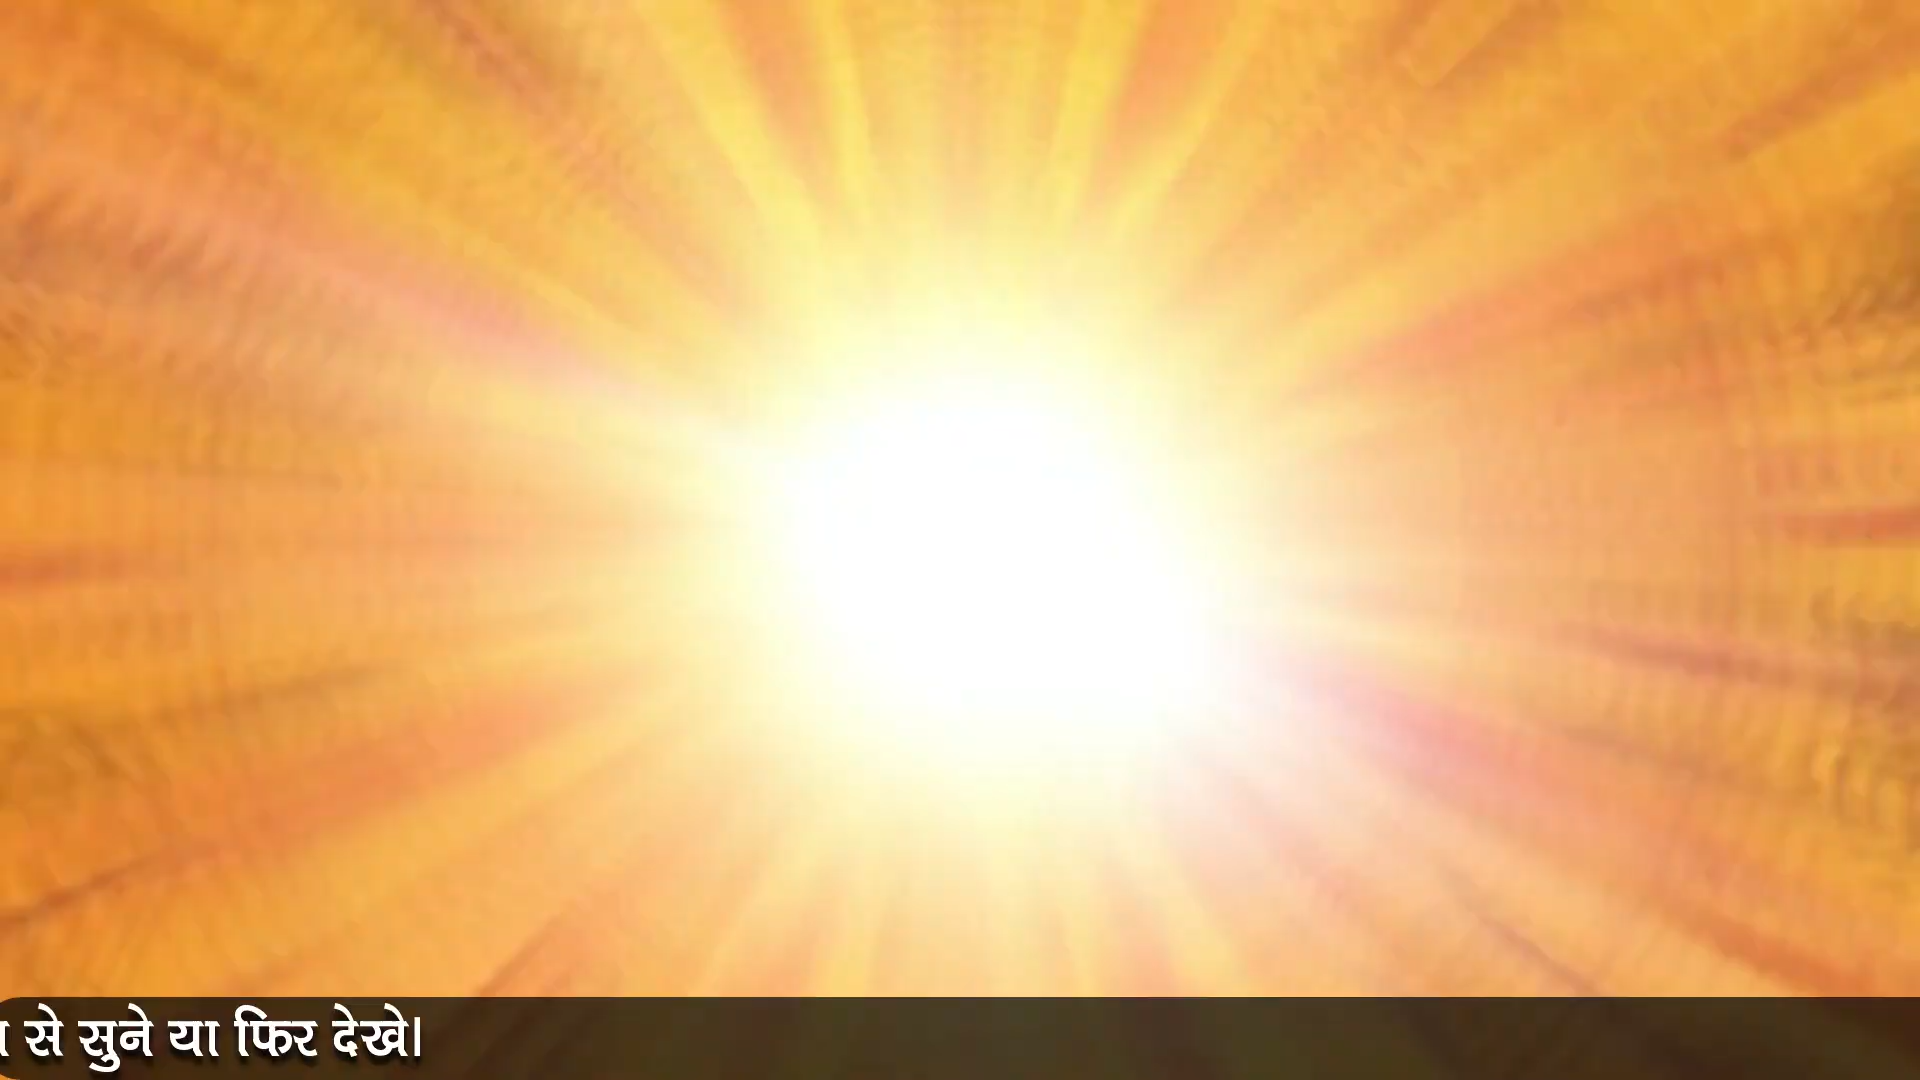 से सुने या फिर देखे।